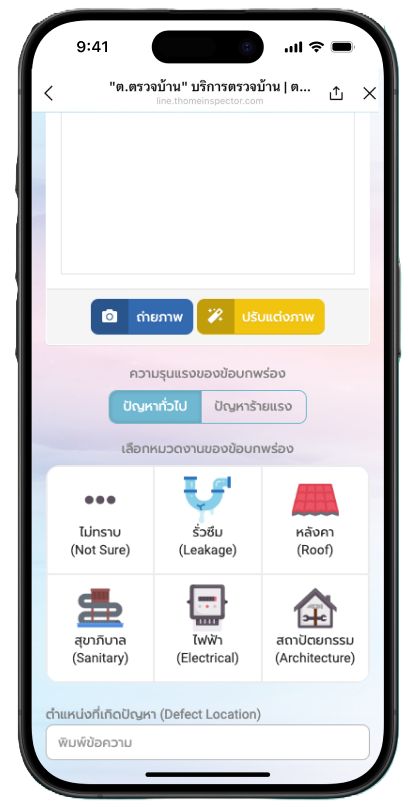 9:41
"ต.ตรวจบ้าน" บริการตรวจบ้าน | ต...
line.thomeinspector.com
ถ่ายภาพ
ปรับแต่งภาพ
ความรุนแรงของข้อบกพร่อง
ปัญหาทั่วไป
ปัญหาร้ายแรง
เลือกหมวดงานของข้อบกพร่อง
ไม่ทราบ
(Not Sure)
รั่วซึม
(Leakage)
หลังคา
(Roof)
สุขาภิบาล
(Sanitary)
ไฟฟ้า
(Electrical)
สถาปัตยกรรม
(Architecture)
ตำแหน่งที่เกิดปัญหา (Defect Location)
พิมพ์ข้อความ